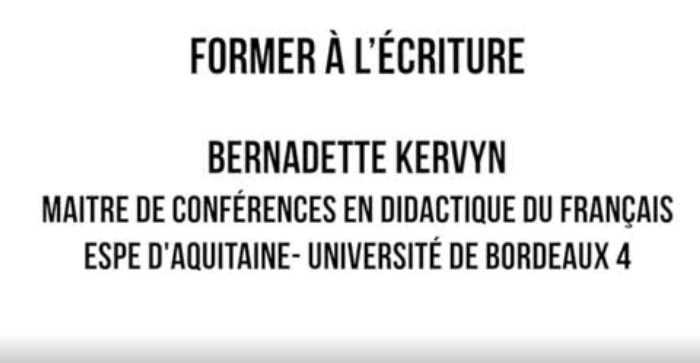 FORMER À L'ÉCRITURE
BERNADETTE KERVYN
MAITRE DE CONFÉRENCES EN DIDACTIQUE DU FRANÇAIS
ESPE D'AQUITAINE- UNIVERSITÉ DE BORDEAUX 4